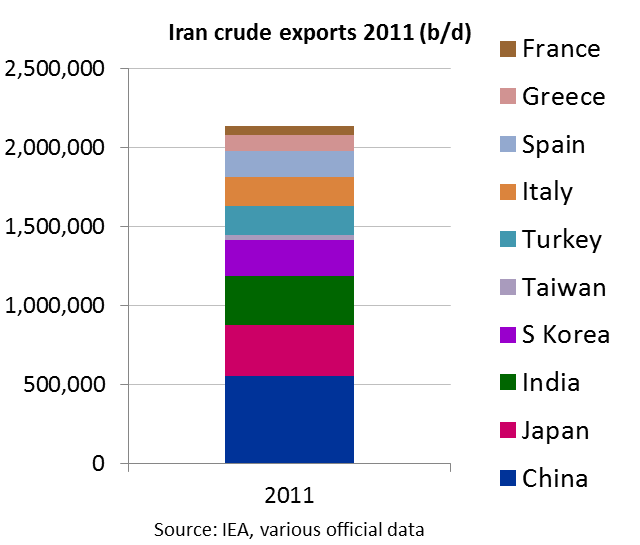 Iran crude exports 2011 (b/d)
2,500,000
2,000,000
1,500,000
1,000,000
500,000
0
2011
France
Greece
Spain
Italy
Turkey
Taiwan
S Korea
India
Japan
China
Source: IEA, various official data